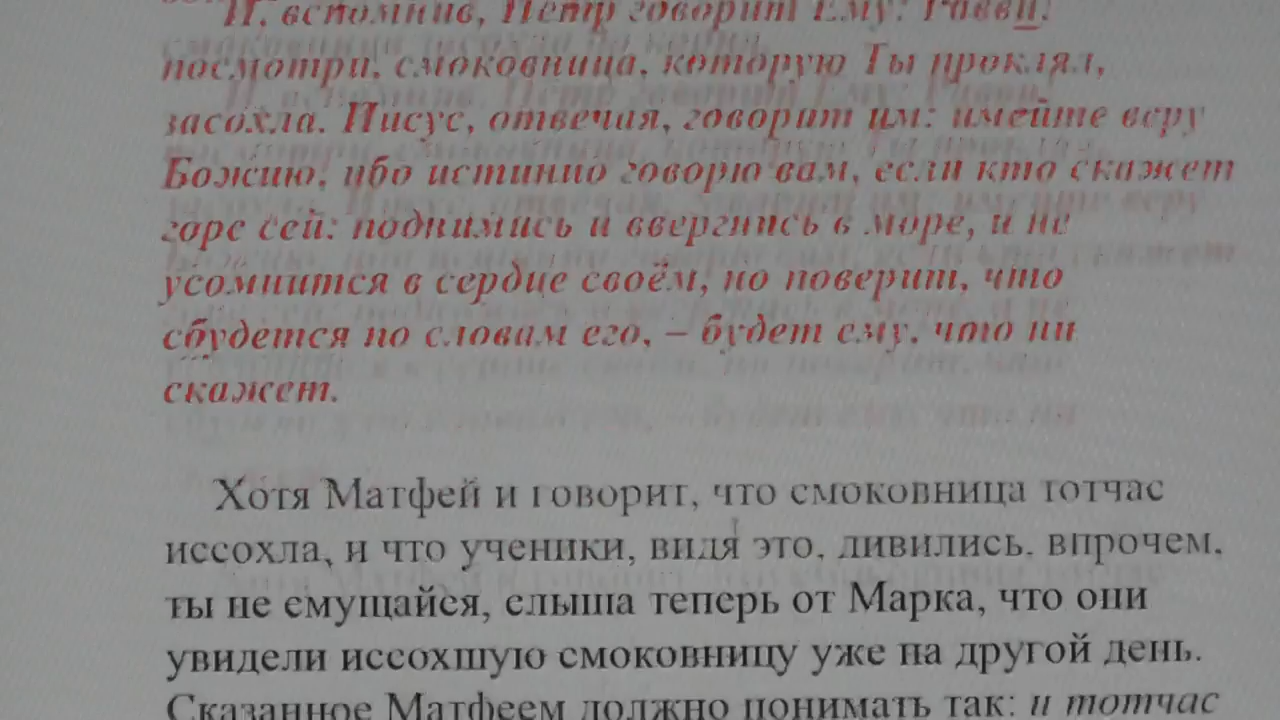 И, вспомнив, Петр говорит Ему: Равви!
посмотри, смоковница, которую Ты проклял,
засохла. Иисус, отвечая, говорит им: имейте веру
Божию, ибо истинно говорю вам, если кто скажет
горе сей: поднимись и ввергнись в море, и не
усомнится в сердце своём, но поверит, что
сбудется по словам его, – будет ему, что ни
скажет.
Хотя Матфей и говорит, что смоковница тотчас
иссохла, и что ученики, видя это, дивились, впрочем,
ты не смущайся, слыша теперь от Марка, что они
увидели иссохшую смоковницу уже на другой день.
Сказанное Матфеем должно понимать так: и тотчас